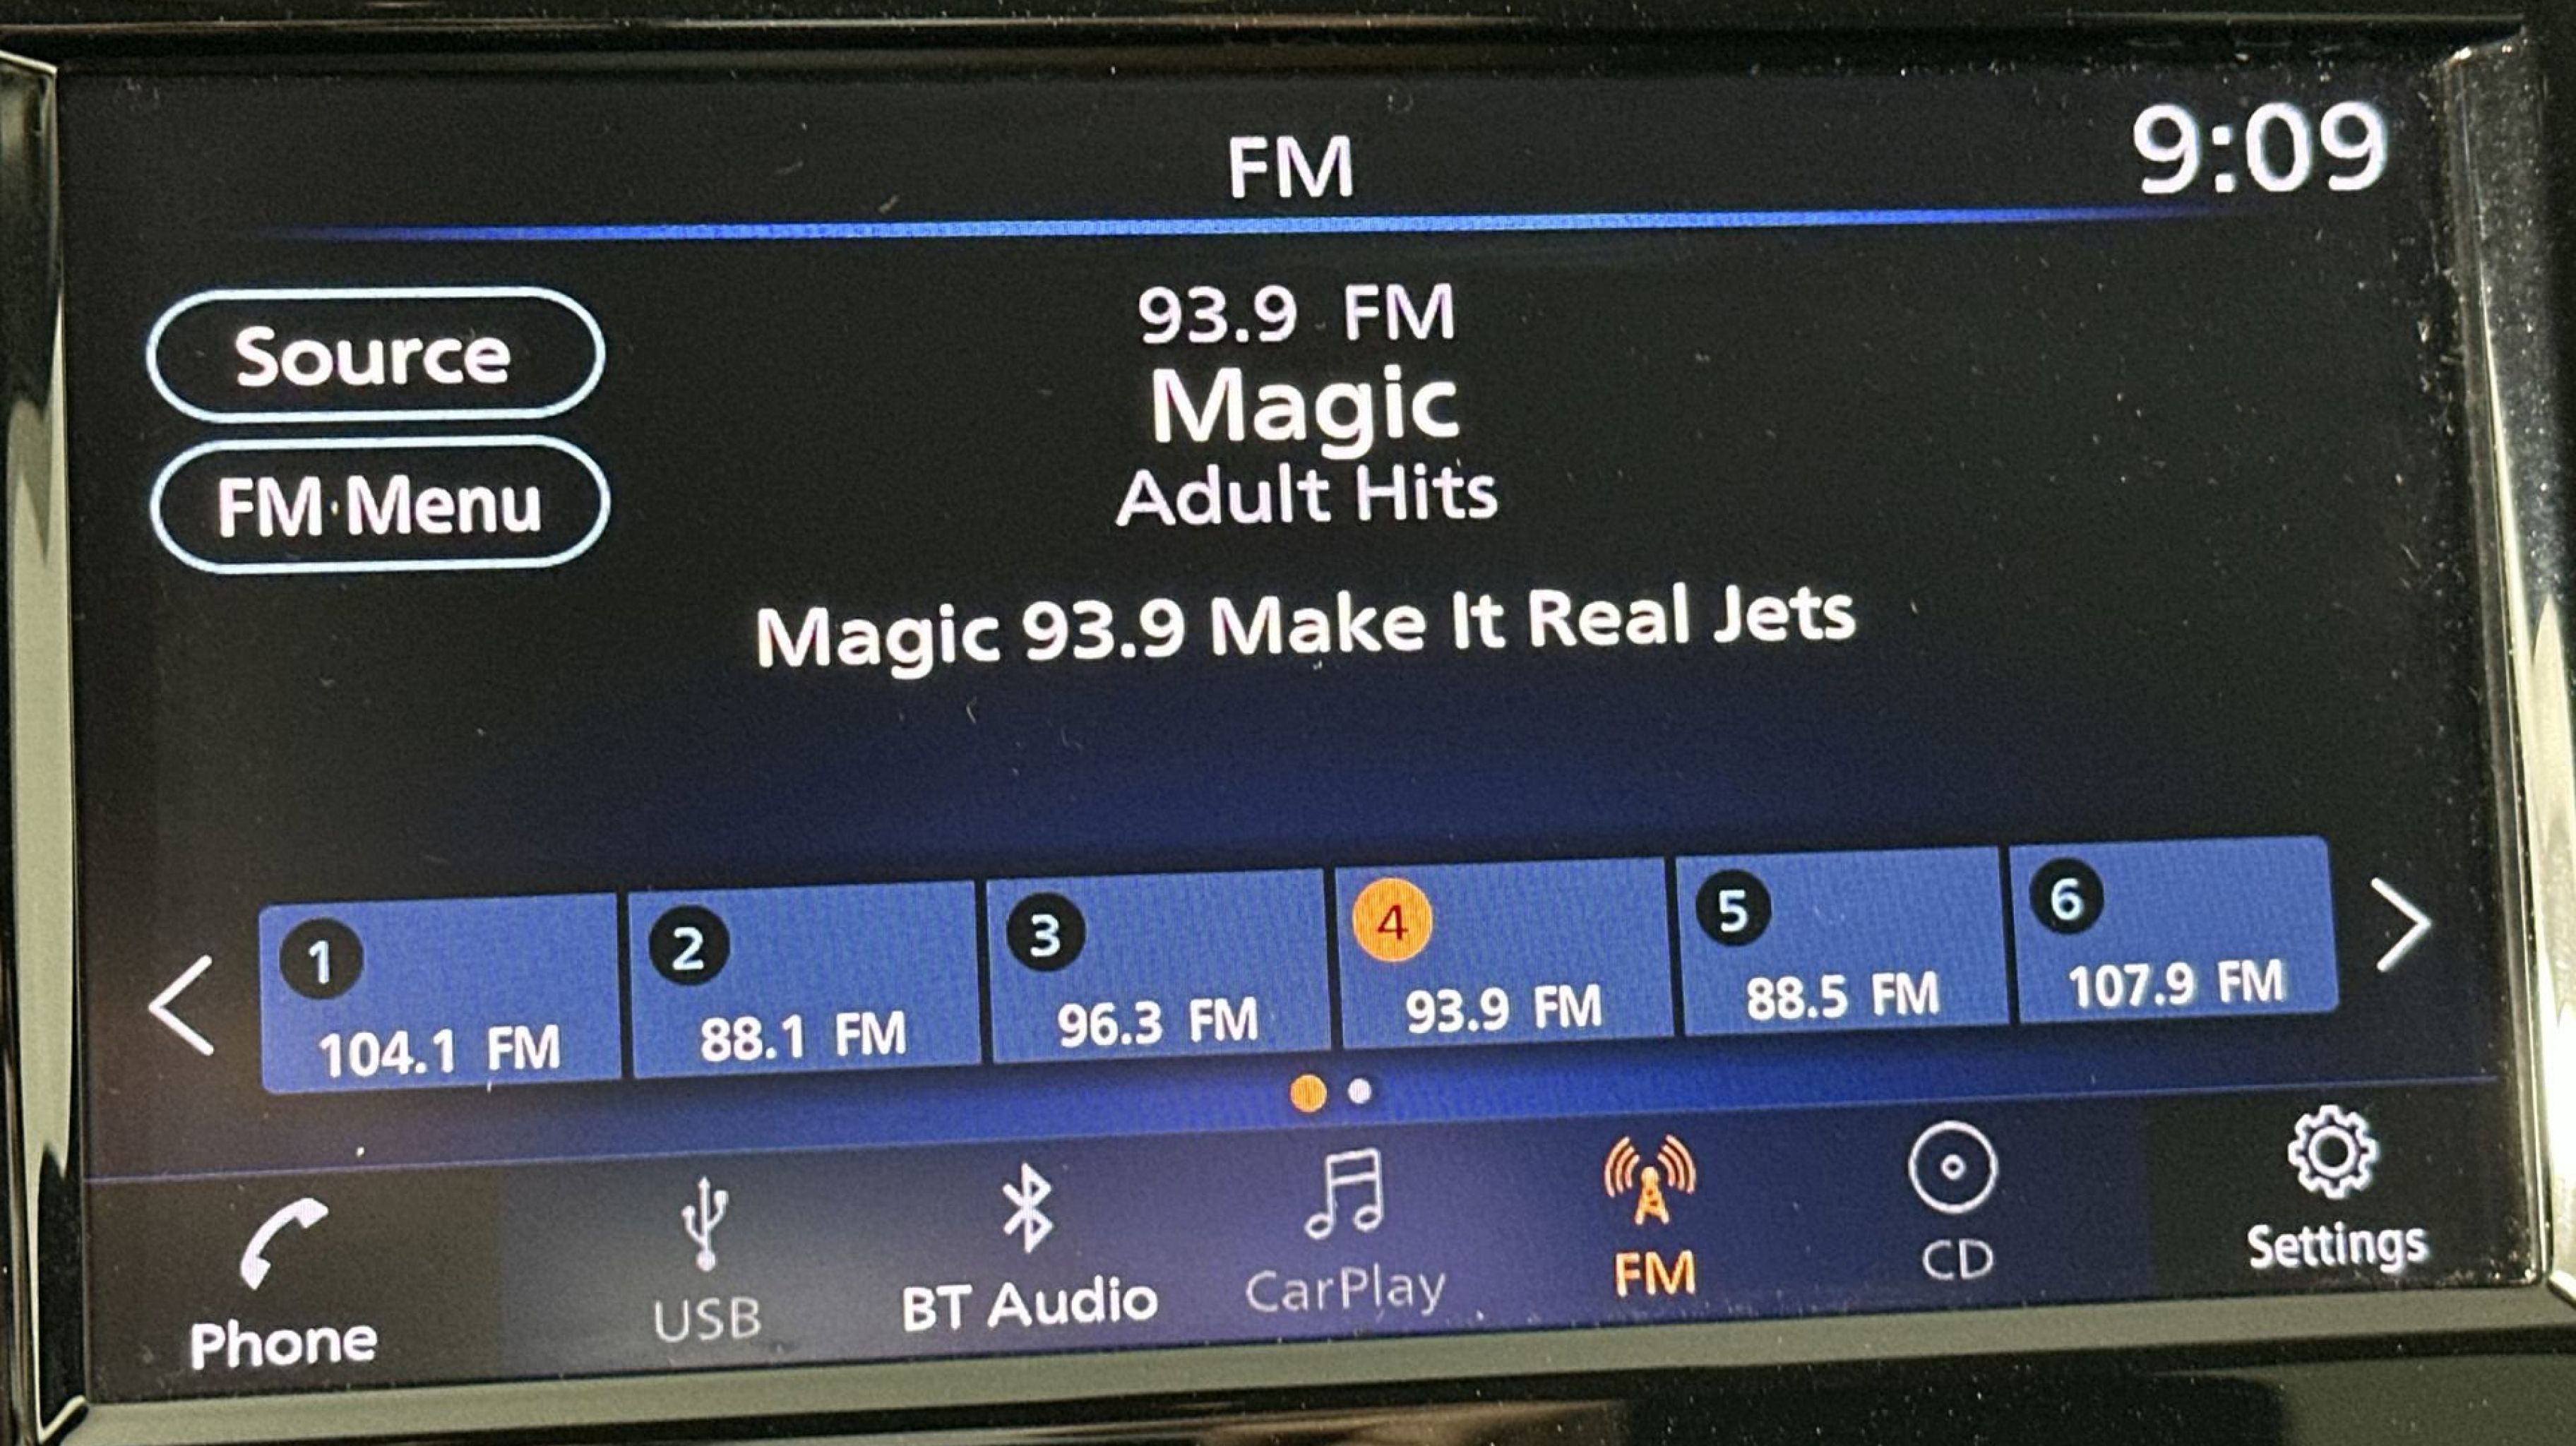 FM
9:09
Source
FM Menu
93.9 FM
Magic
Adult Hits
Magic 93.9 Make It Real Jets
1
104.1 FM
2
88.1 FM
3
96.3 FM
4
93.9 FM
5
88.5 FM
6
107.9 FM
Phone
USB
BT Audio
CarPlay
FM
CD
Settings